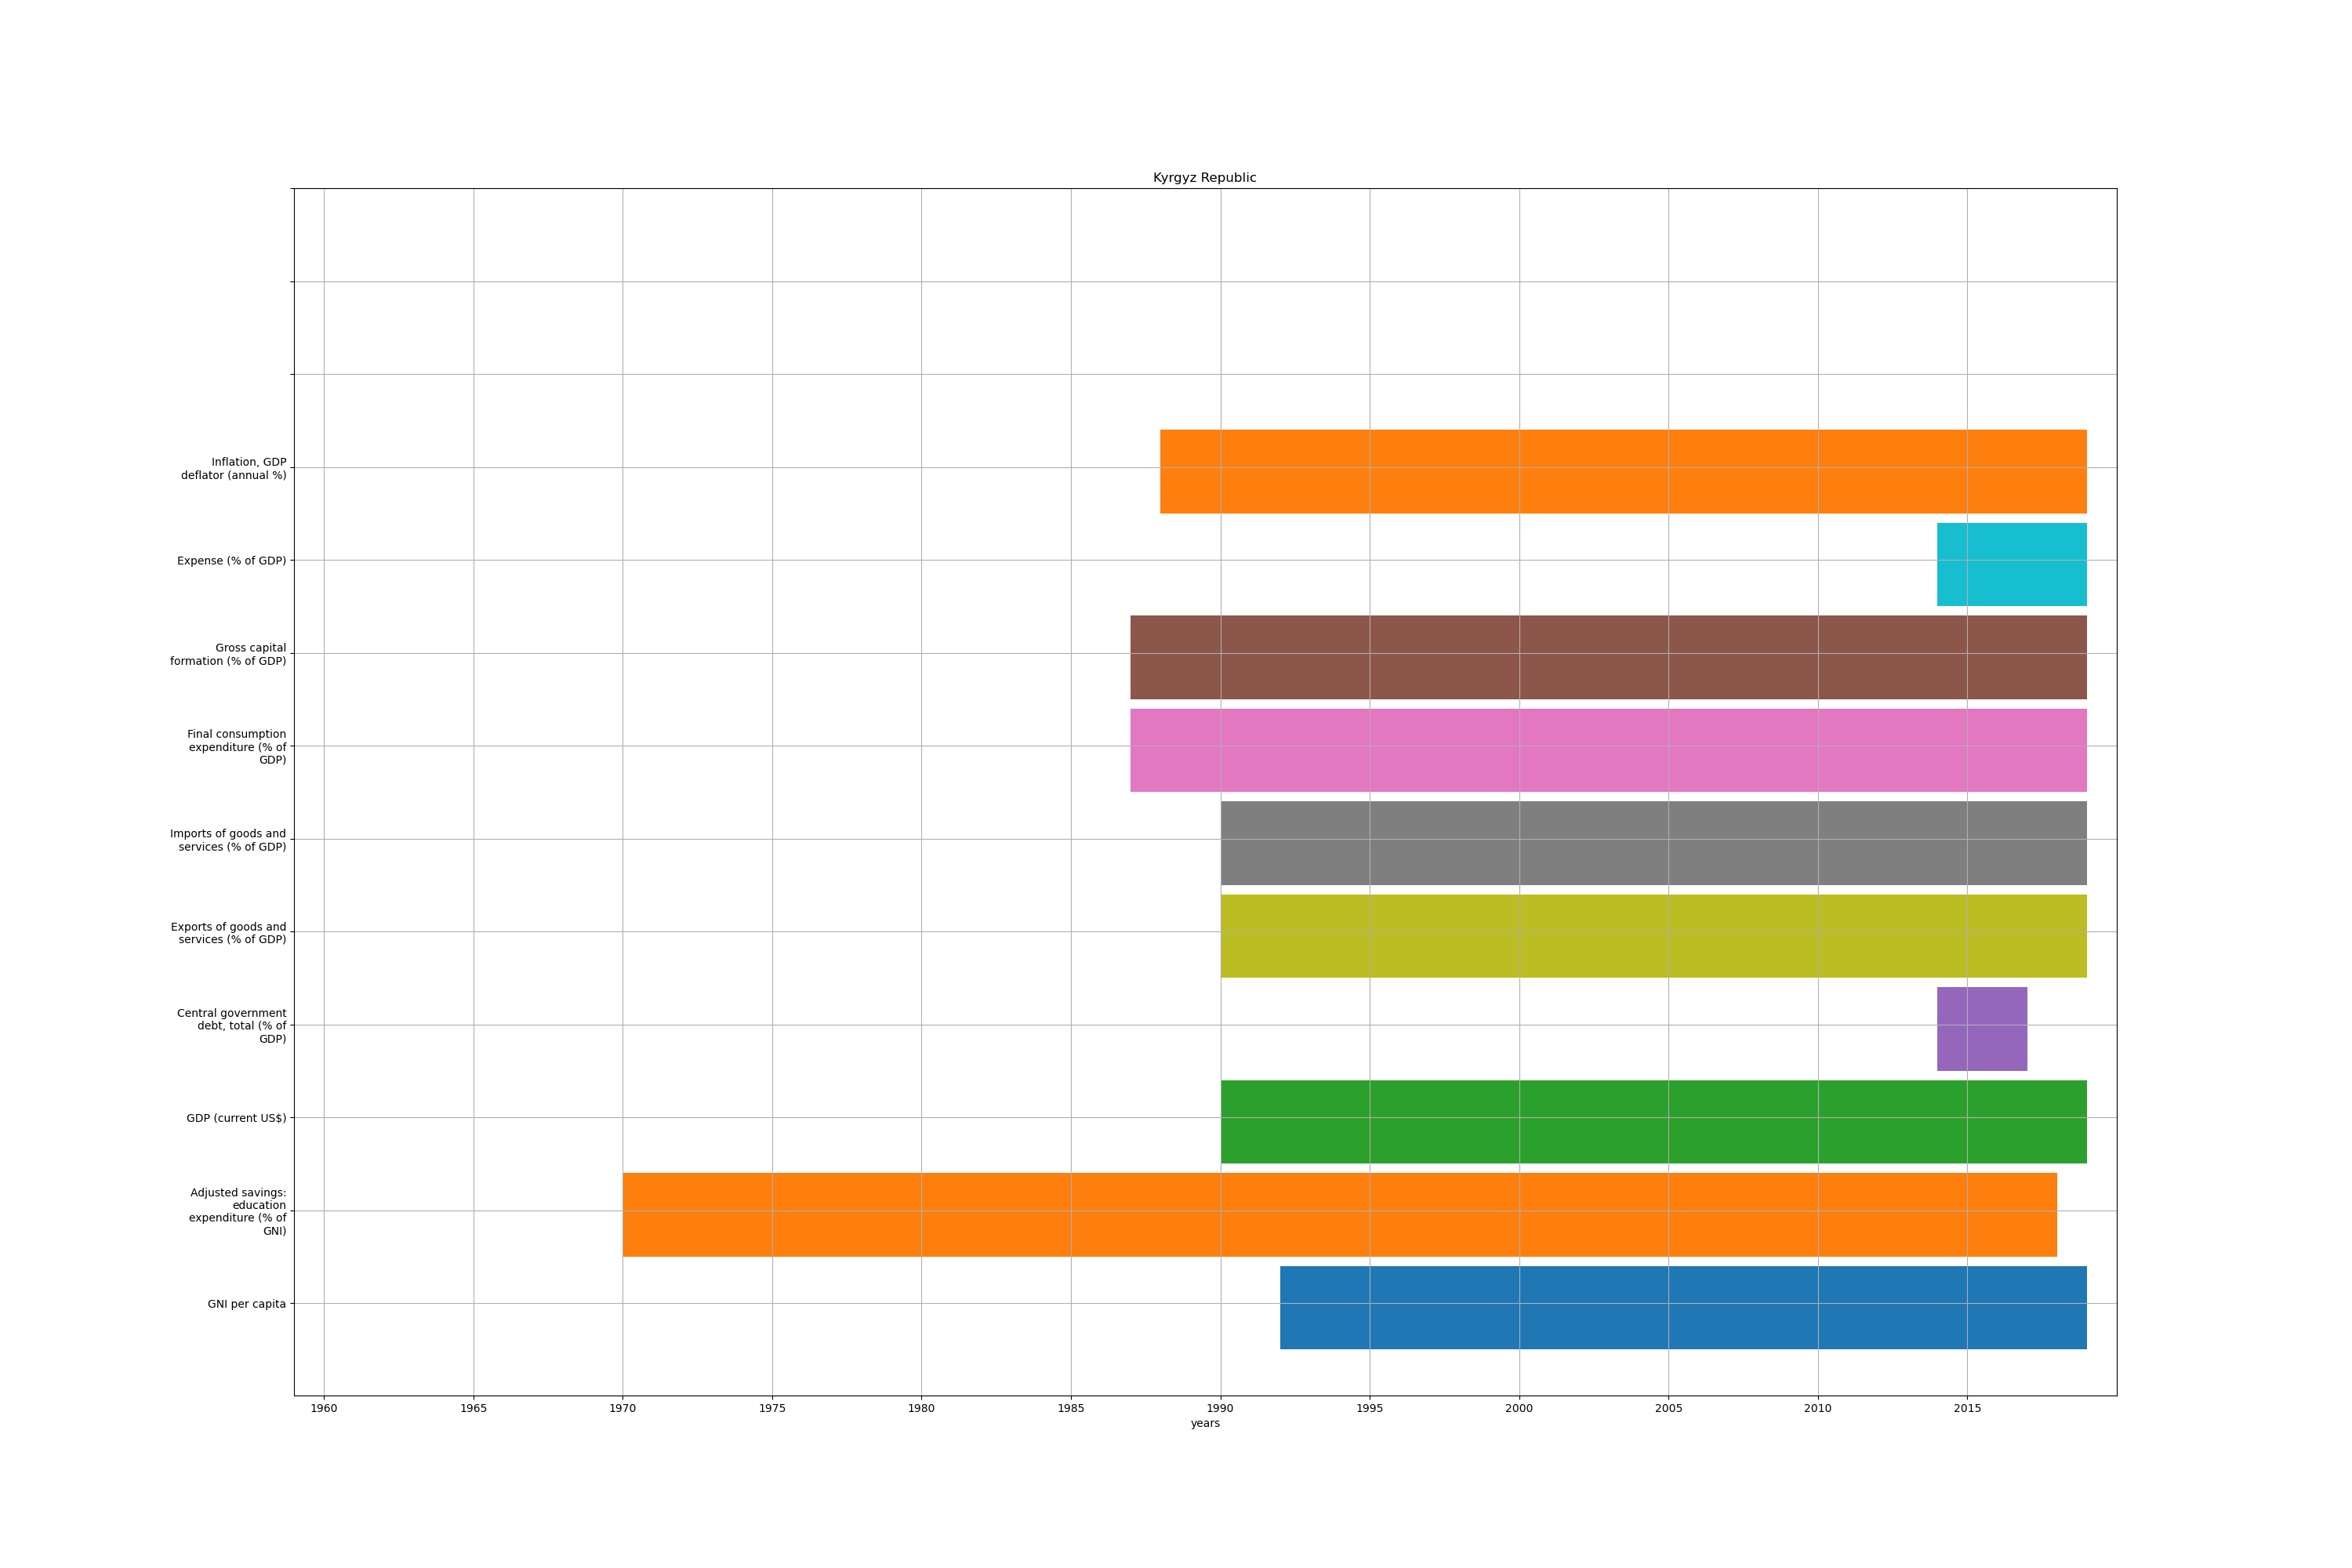 Kyrgyz Republic
Inflation, GDP
deflator (annual %)
Expense (% of GDP)
Gross capital
formation (% of GDP)
Final consumption
expenditure (% of
GDP)
Imports of goods and
services (% of GDP)
Exports of goods and
services (% of GDP)
Central government
debt, total (% of
GDP)
GDP (current US$)
Adjusted savings:
education
expenditure (% of
GNI)
GNI per capita
1960 1965 1970 1975 1980 1985 1990 1995 2000 2005 2010 2015
years